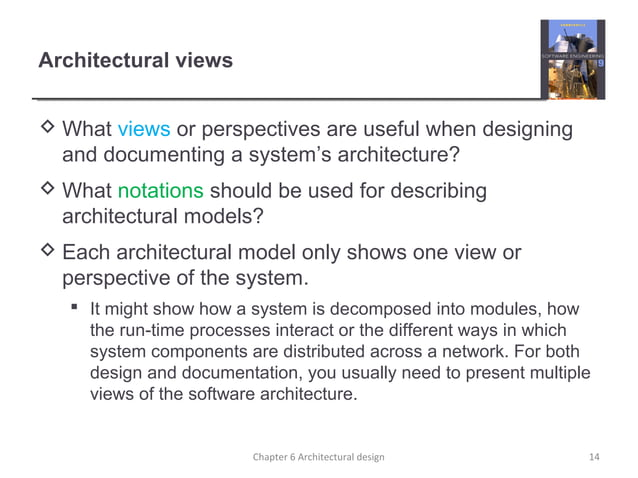 Architectural views
SOMMERVILLE
SOFTWARE ENGINEERING
9
◇ What views or perspectives are useful when designing
and documenting a system’s architecture?
◇ What notations should be used for describing
architectural models?
◇ Each architectural model only shows one view or
perspective of the system.
▪ It might show how a system is decomposed into modules, how
the run-time processes interact or the different ways in which
system components are distributed across a network. For both
design and documentation, you usually need to present multiple
views of the software architecture.
Chapter 6 Architectural design
14